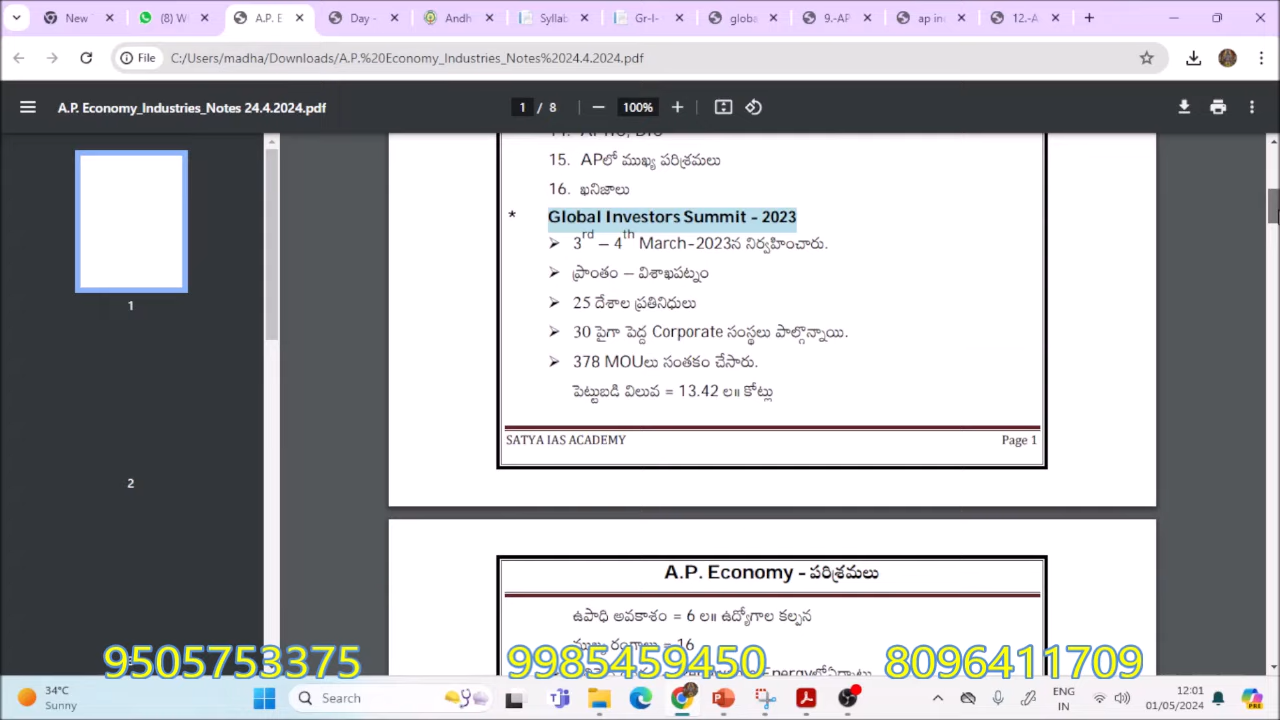 New
(8) W
A.P. E
Day -
Andh
Syllab
Gr-I-
globa
9.-AP
ap in
12.-A
File
C:/Users/madha/Downloads/A.P.%20Economy_Industries_Notes%2024.4.2024.pdf
A.P. Economy_Industries_Notes 24.4.2024.pdf
1 / 8
100%
15. APలో ముఖ్య పరిశ్రమలు
16. ఖనిజాలు
* Global Investors Summit - 2023
➢ 3rd – 4th March-2023న నిర్వహించారు.
➢ ప్రాంతం – విశాఖపట్నం
➢ 25 దేశాల ప్రతినిధులు
➢ 30 పైగా పెద్ద Corporate సంస్థలు పాల్గొన్నాయి.
➢ 378 MOUలు సంతకం చేసారు.
పెట్టుబడి విలువ = 13.42 ల॥ కోట్లు
SATYA IAS ACADEMY Page 1
1
2
A.P. Economy - పరిశ్రమలు
ఉపాధి అవకాశం = 6 ల॥ ఉద్యోగాల కల్పన
ముఖ్య రంగాలు = 16
9505753375 9985459450 8096411709
34°C
Sunny
Search
ENG
IN
12:01
01/05/2024